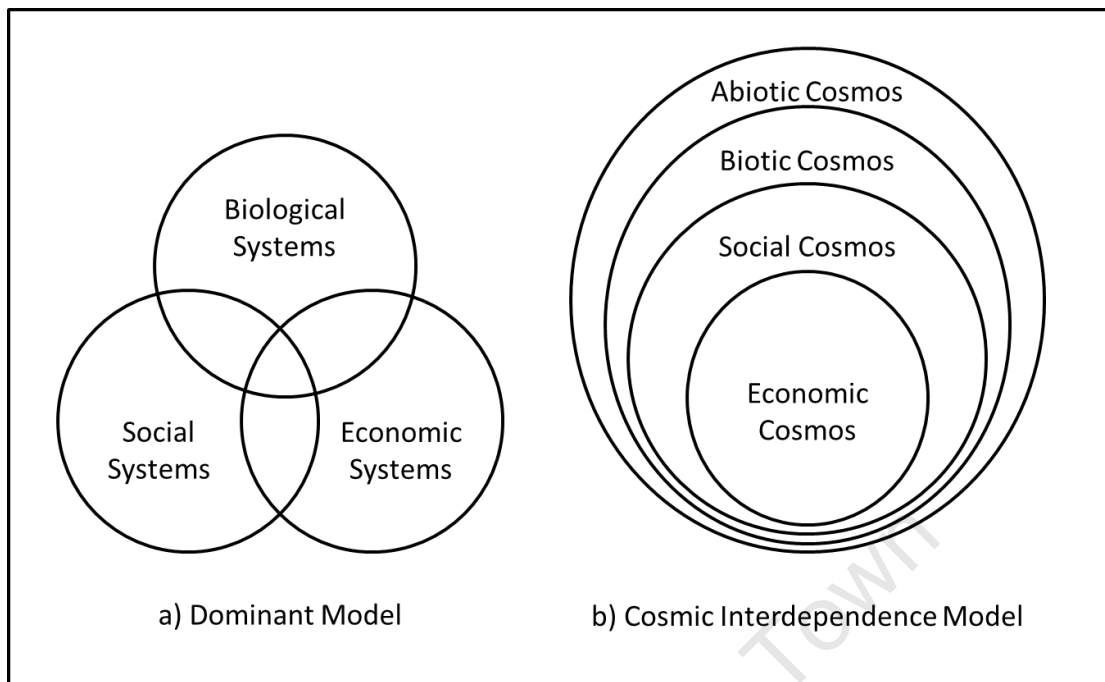 Biological
Systems
Social
Systems
Economic
Systems
a) Dominant Model
Abiotic Cosmos
Biotic Cosmos
Social Cosmos
Economic
Cosmos
b) Cosmic Interdependence Model
Town